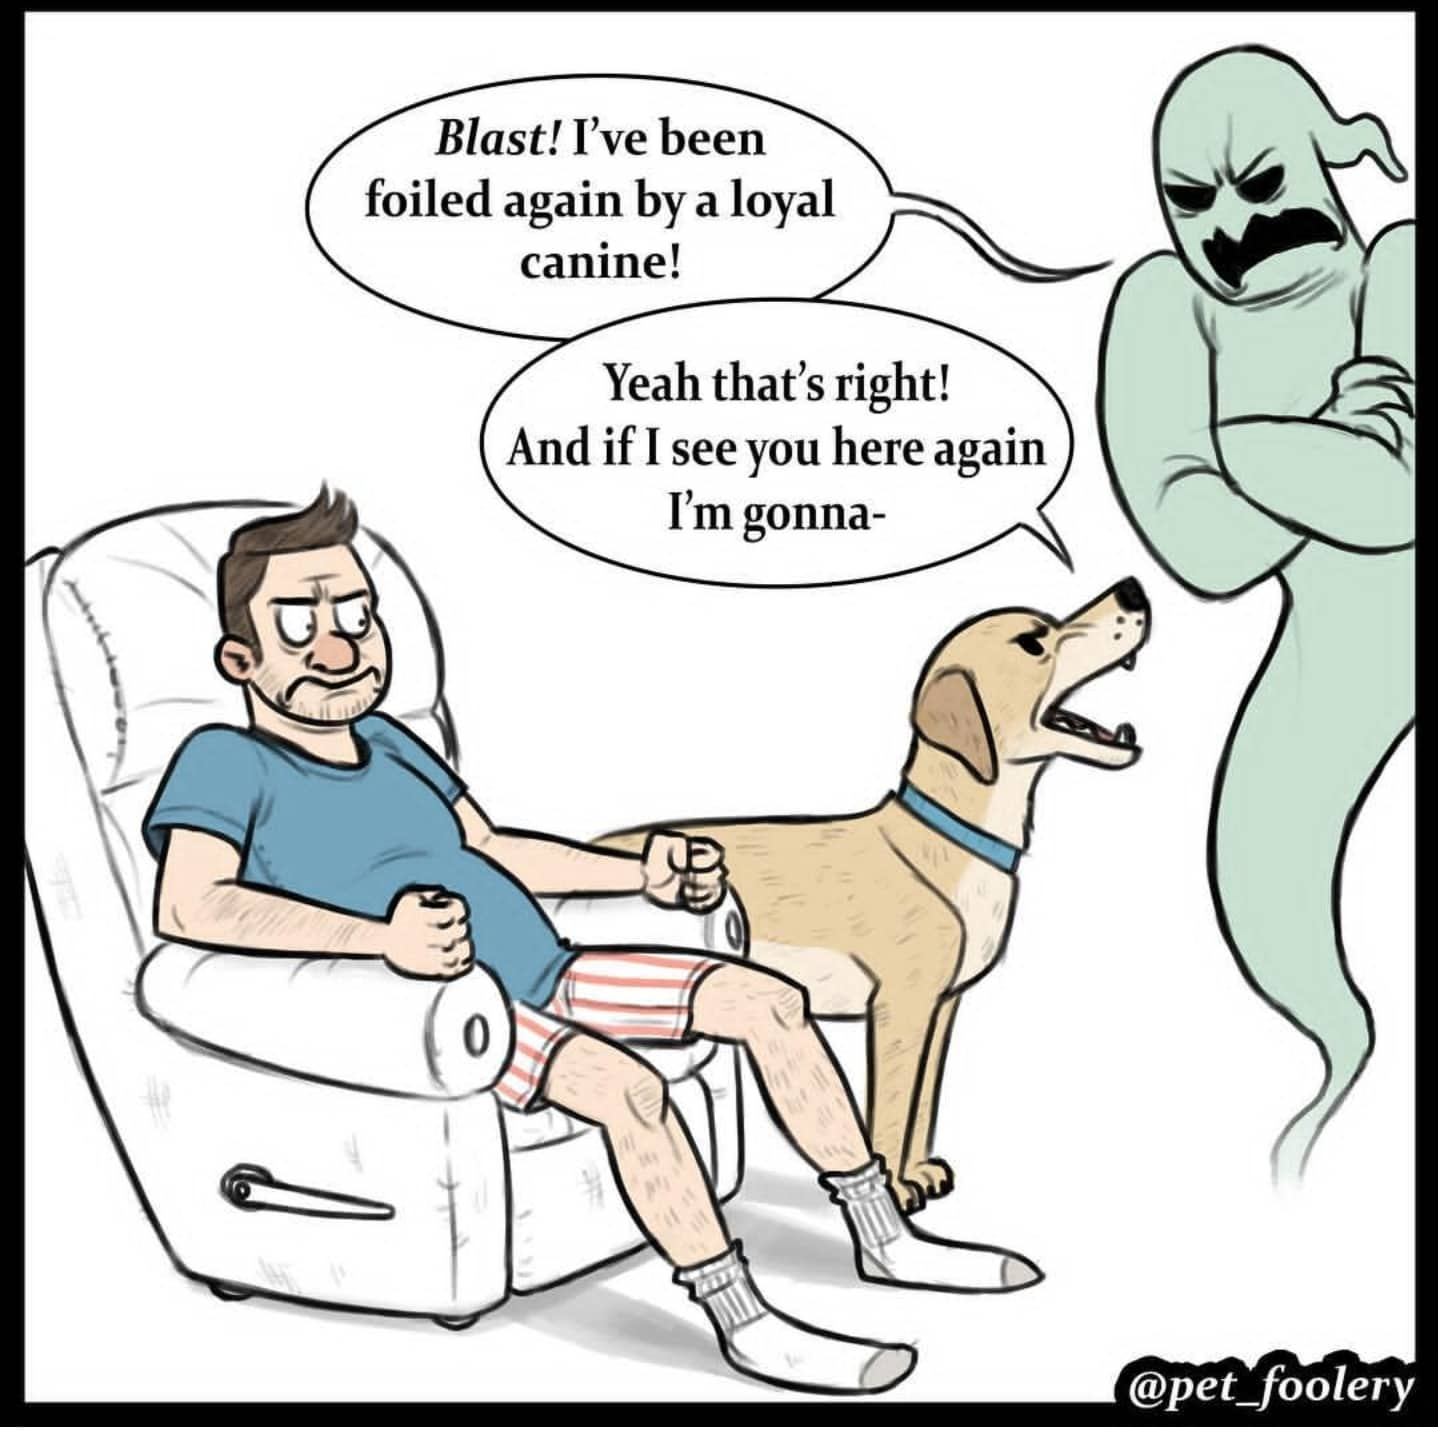 Blast! I've been
foiled again by a loyal
canine!
Yeah that's right!
And if I see you here again
I'm gonna-
@pet_foolery